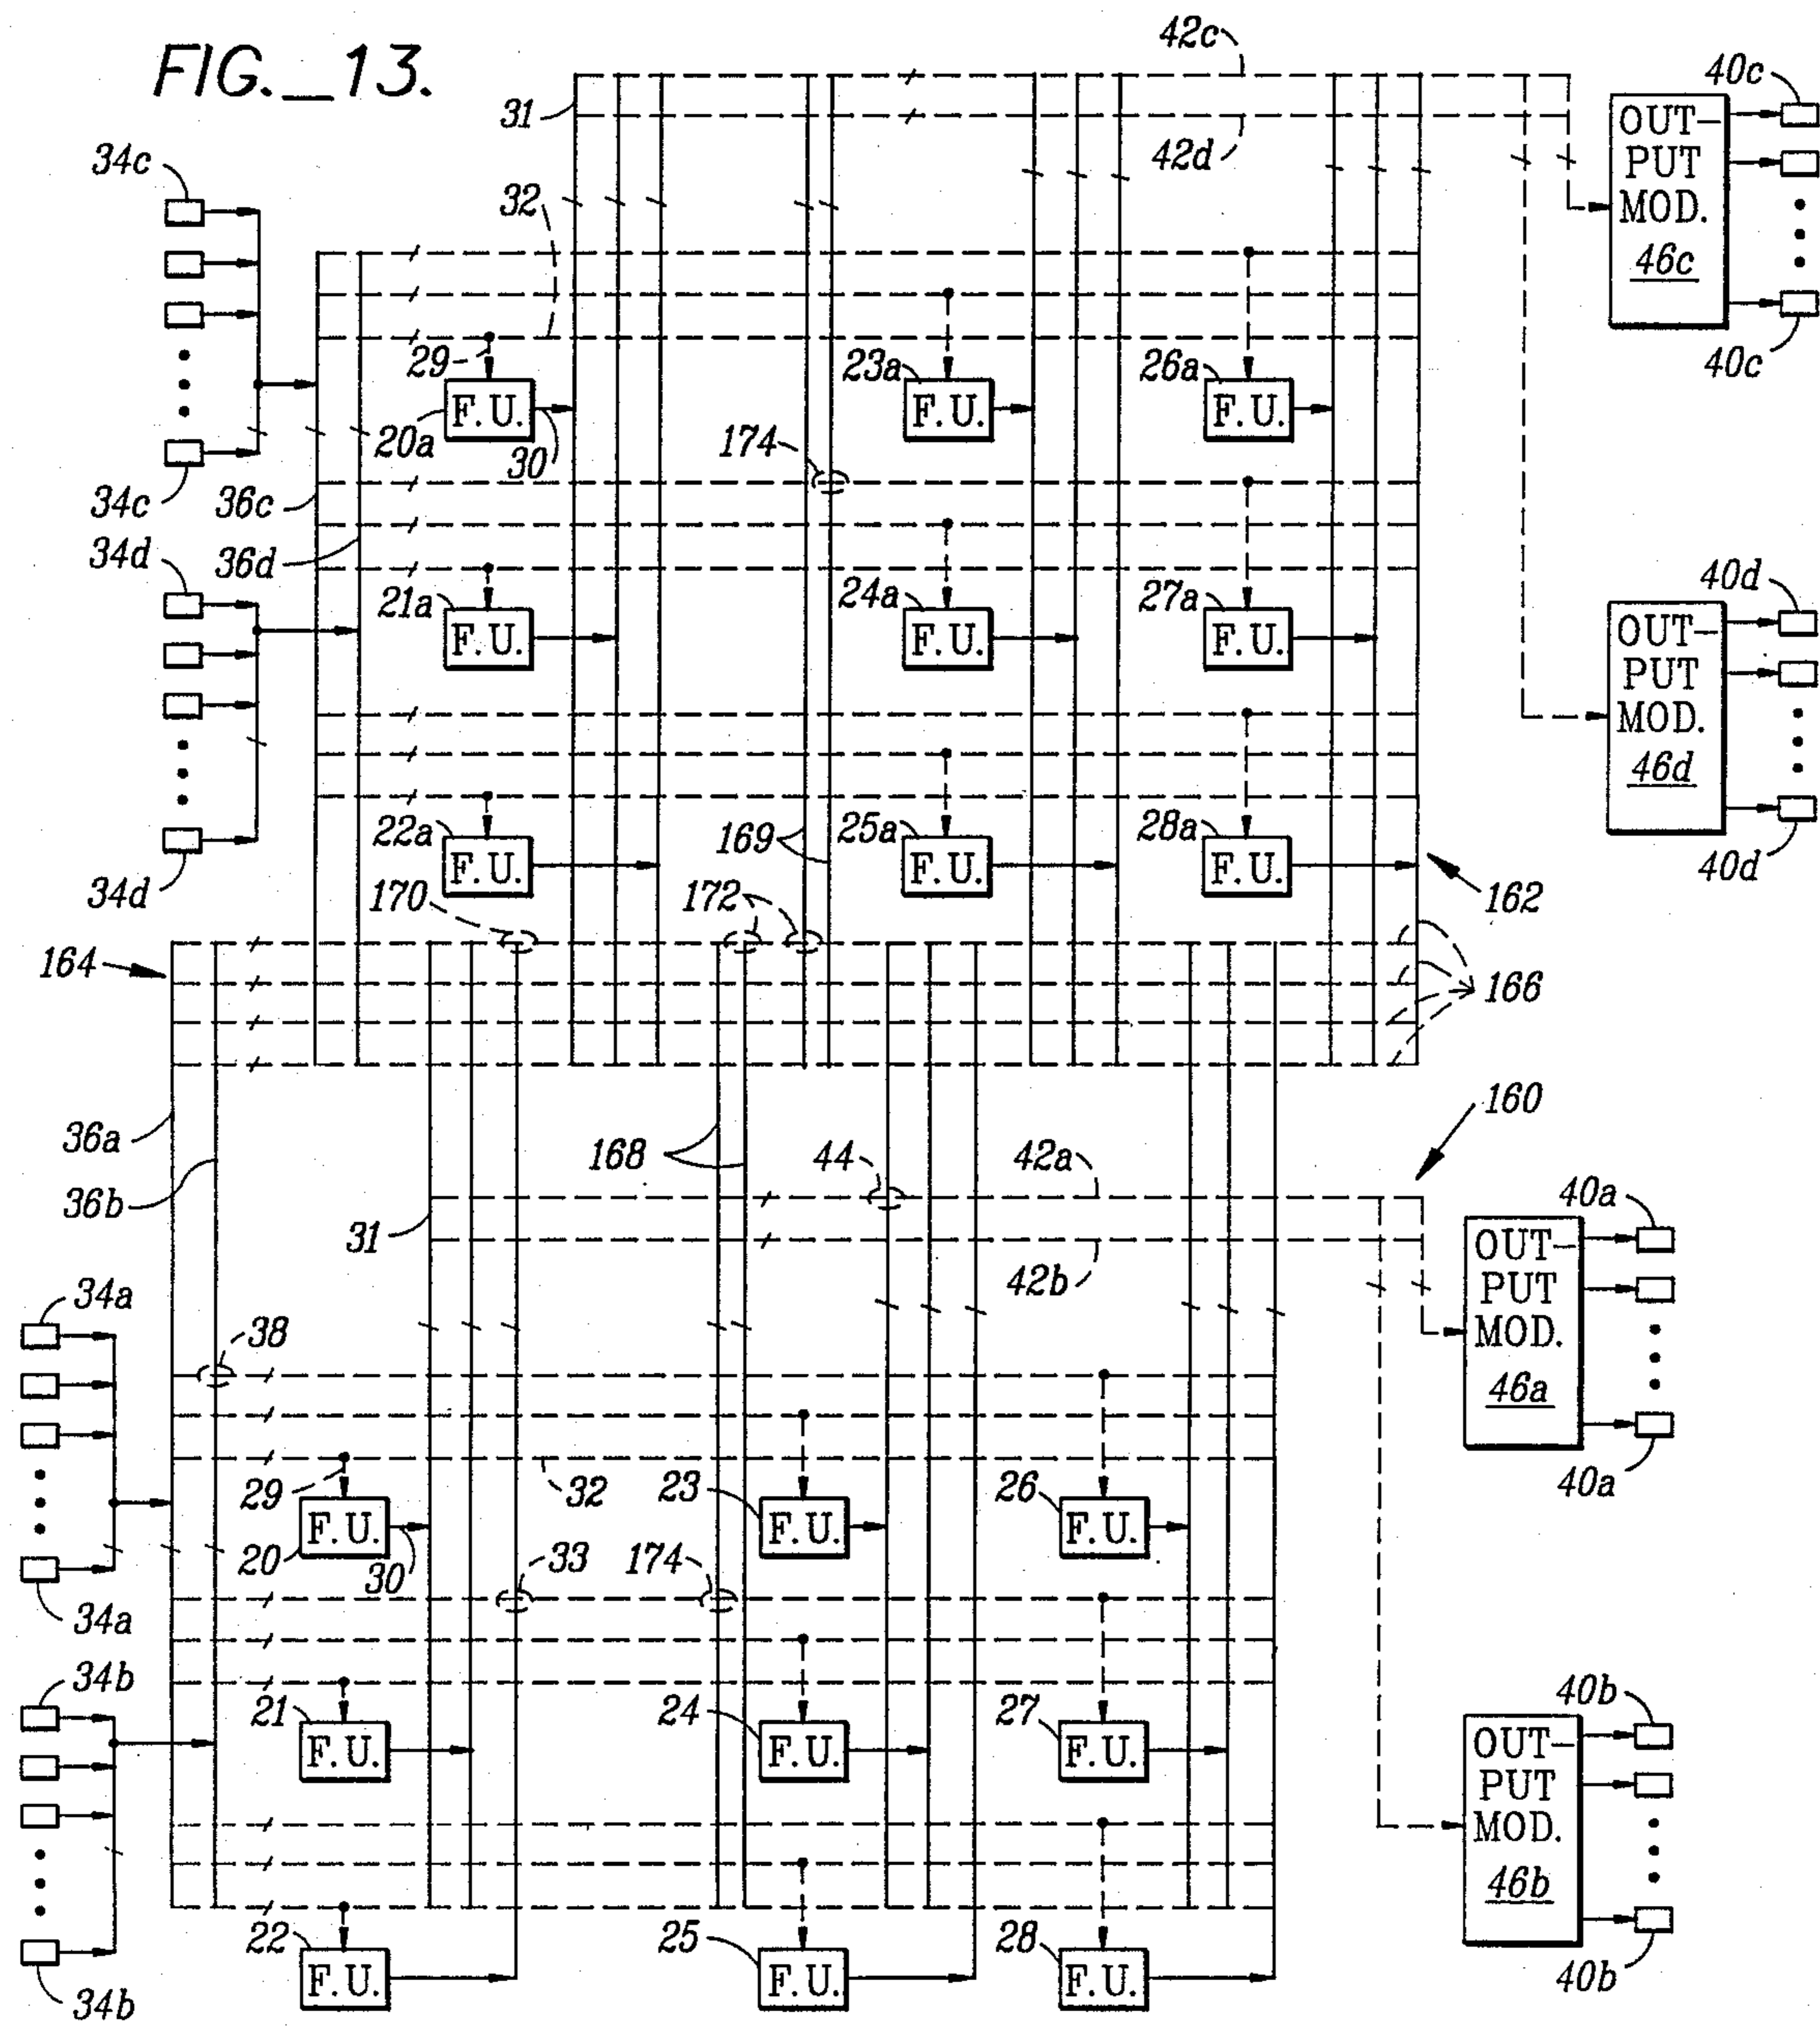 FIG._13.
42c
40c
31
42d
OUT-
PUT
MOD.
46c
34c
32
29
20a
F.U.
30
23a
F.U.
26a
F.U.
40c
34c
36c
174
34d
36d
21a
F.U.
24a
F.U.
27a
F.U.
40d
OUT-
PUT
MOD.
46d
22a
F.U.
169
25a
F.U.
28a
F.U.
40d
34d
170
172
162
164
166
36a
160
168
44
42a
36b
31
42b
40a
OUT-
PUT
MOD.
46a
34a
38
29
32
23
26
40a
20
F.U.
30
F.U.
F.U.
33
174
34a
34b
21
F.U.
24
F.U.
27
F.U.
40b
OUT-
PUT
MOD.
46b
22
F.U.
25
F.U.
28
F.U.
34b
40b